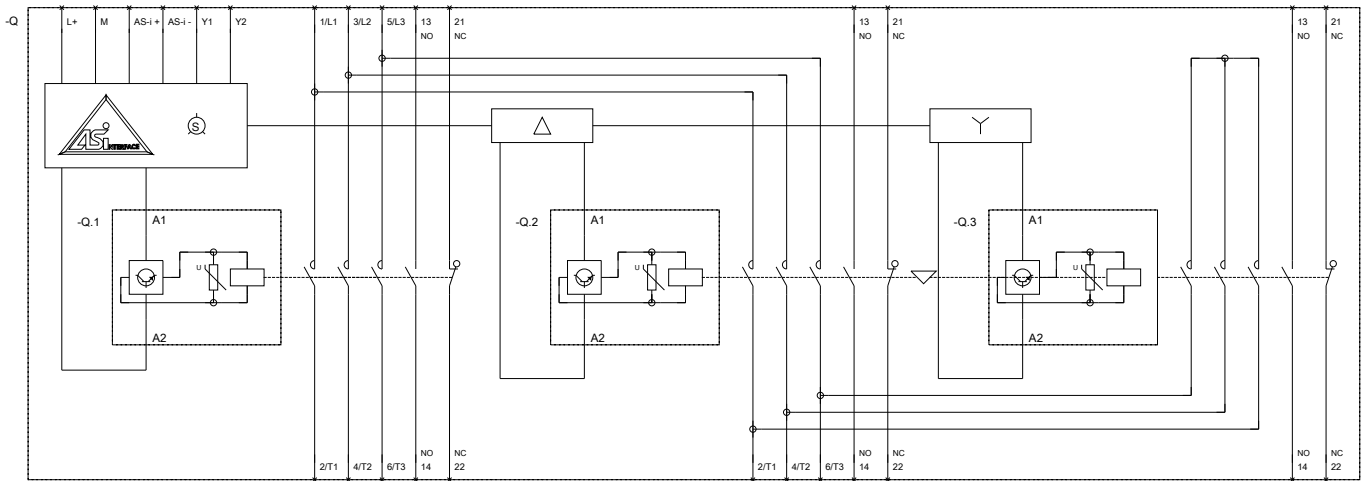 -Q
L+ M AS-i + AS-i - Y1 Y2 1/L1 3/L2 5/L3 13 21 13 21 13 21
NO NC NO NC NO NC
S
ASi INTERFACE
-Q.1 A1 -Q.2 A1 -Q.3 A1
U U U
A2 A2 A2
NO NC NO NC NO NC
2/T1 4/T2 6/T3 14 22 2/T1 4/T2 6/T3 14 22 14 22